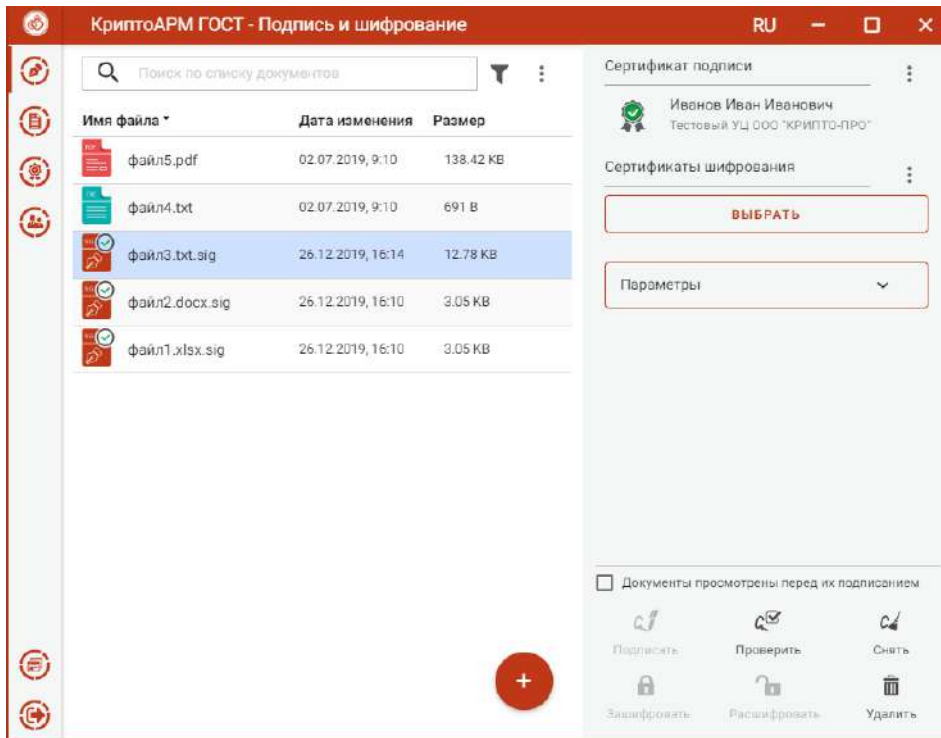 КриптоАРМ ГОСТ - Подпись и шифрование RU
Поиск по списку документов
Имя файла Дата изменения Размер
файл5.pdf 02.07.2019, 9:10 138.42 KB
файл4.txt 02.07.2019, 9:10 691 B
файл3.txt.sig 26.12.2019, 16:14 12.78 KB
файл2.docx.sig 26.12.2019, 16:10 3.05 KB
файл1.xlsx.sig 26.12.2019, 16:10 3.05 KB
Сертификат подписи
Иванов Иван Иванович
Тестовый УЦ ООО "КРИПТО-ПРО"
Сертификаты шифрования
ВЫБРАТЬ
Параметры
Документы просмотрены перед их подписанием
Подписать Проверить Снять
Зашифровать Расшифровать Удалить